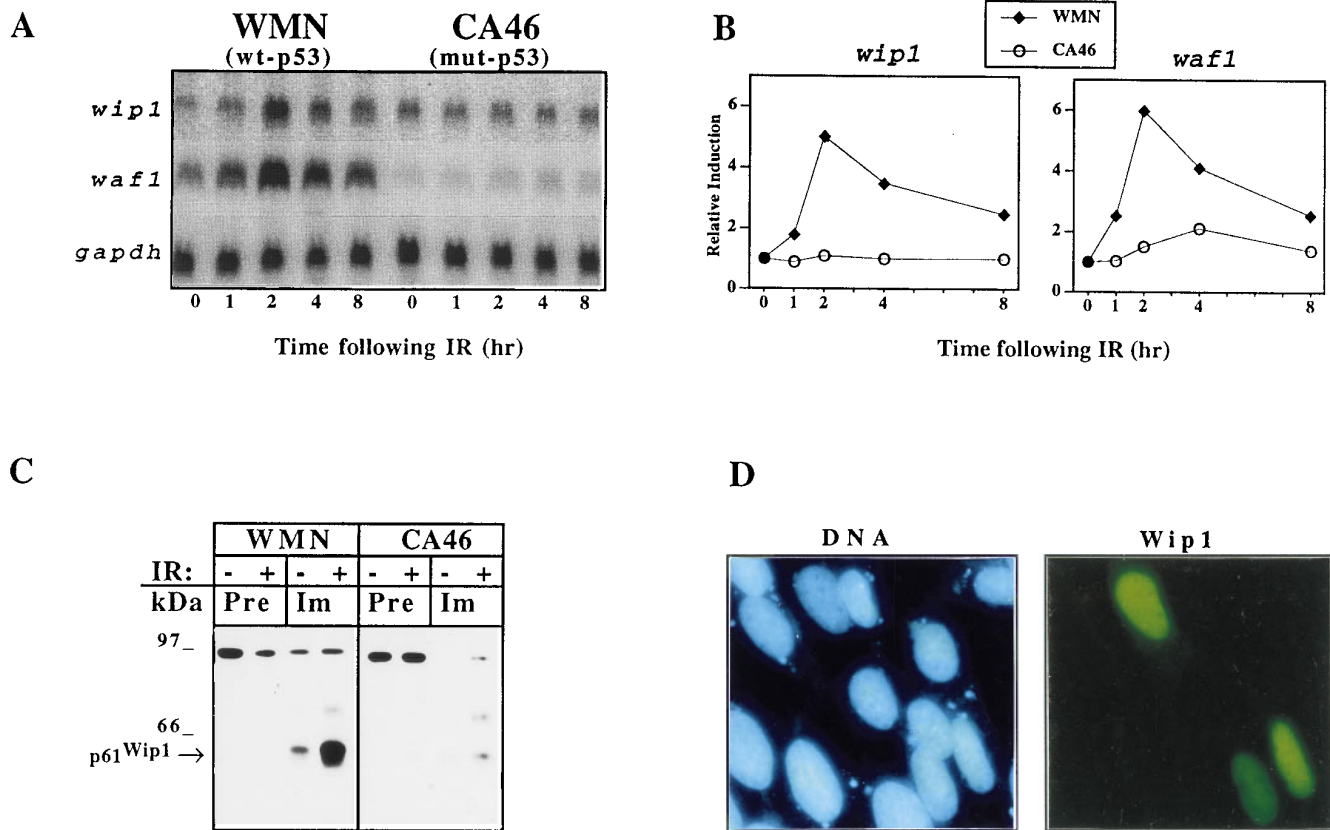 A
WMN
CA46
(wt-p53)
(mut-p53)
wip1
waf1
gapdh
0 1 2 4 8 0 1 2 4 8
Time following IR (hr)
B
WMN
CA46
wip1
waf1
Relative Induction
6
4
2
0
0 1 2 4 8
6
4
2
0
0 1 2 4 8
Time following IR (hr)
C
WMN CA46
IR: - + - + - + - +
kDa Pre Im Pre Im
97_
66_
p61Wip1 →
D
DNA
Wip1